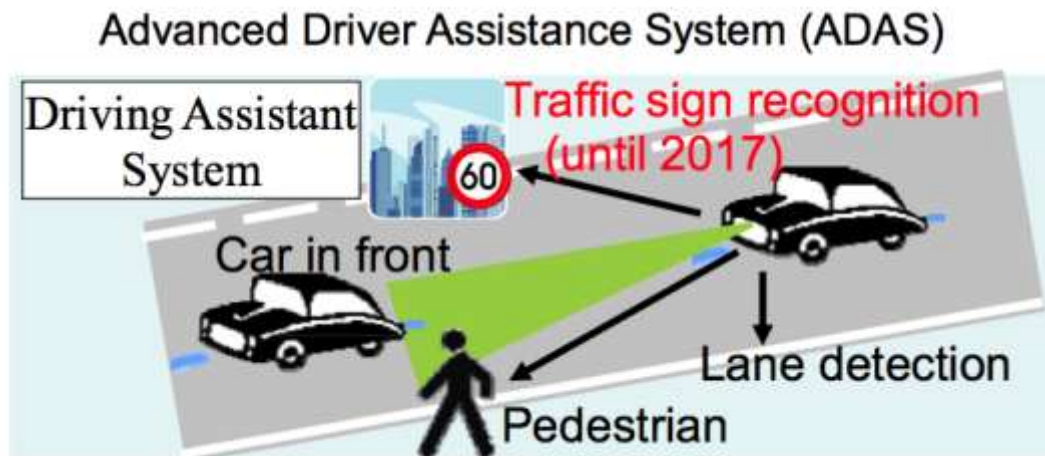 Advanced Driver Assistance System (ADAS)
Driving Assistant
System
Traffic sign recognition
(until 2017)
60
Car in front
Lane detection
Pedestrian